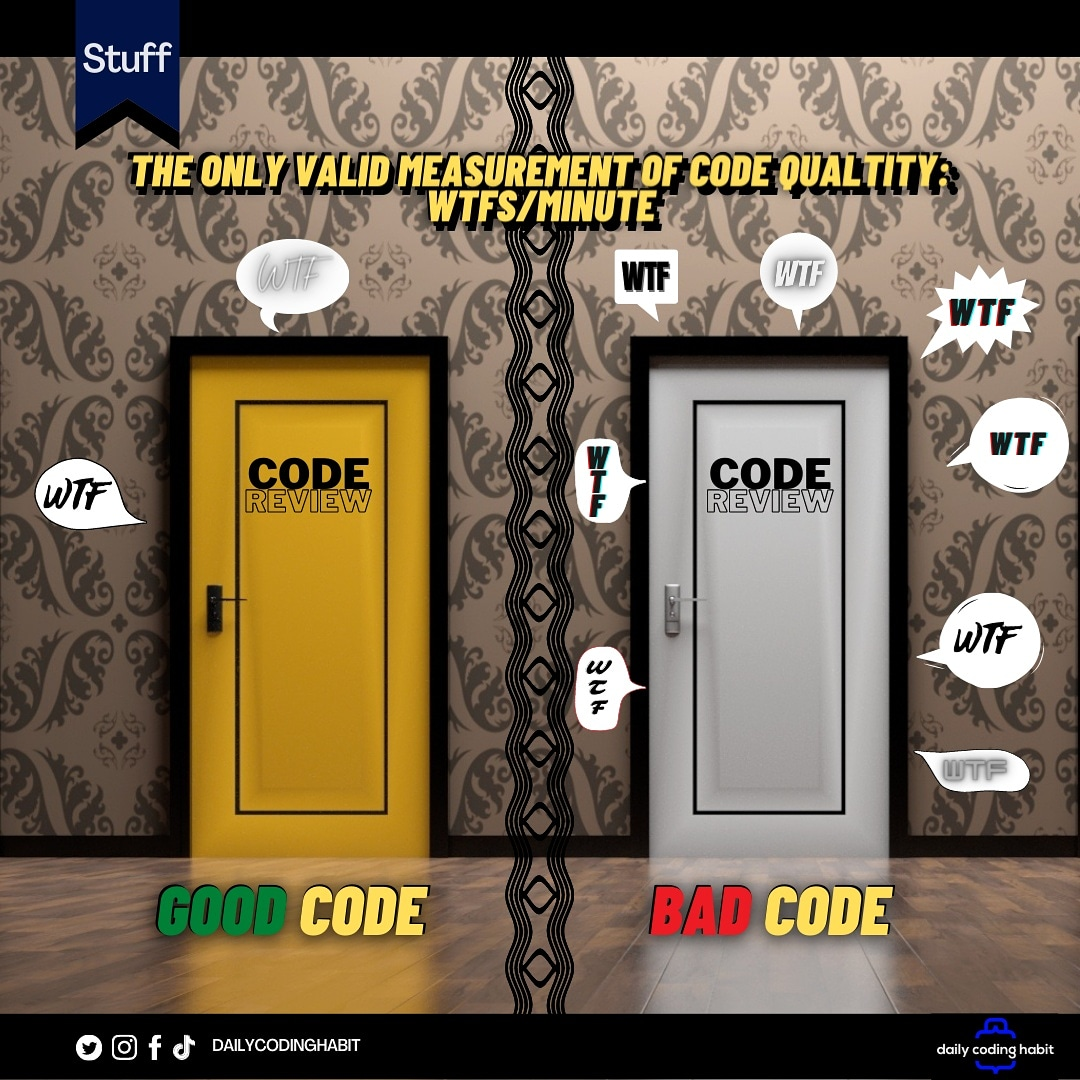 Stuff
THE ONLY VALID MEASUREMENT OF CODE QUALTITY:
WTFS/MINUTE
WTF
WTF
CODE
REVIEW
GOOD CODE
WTF
WTF
WTF
WTF
WTF
WTF
WTF
WTF
CODE
REVIEW
BAD CODE
DAILYCODINGHABIT
daily coding habit